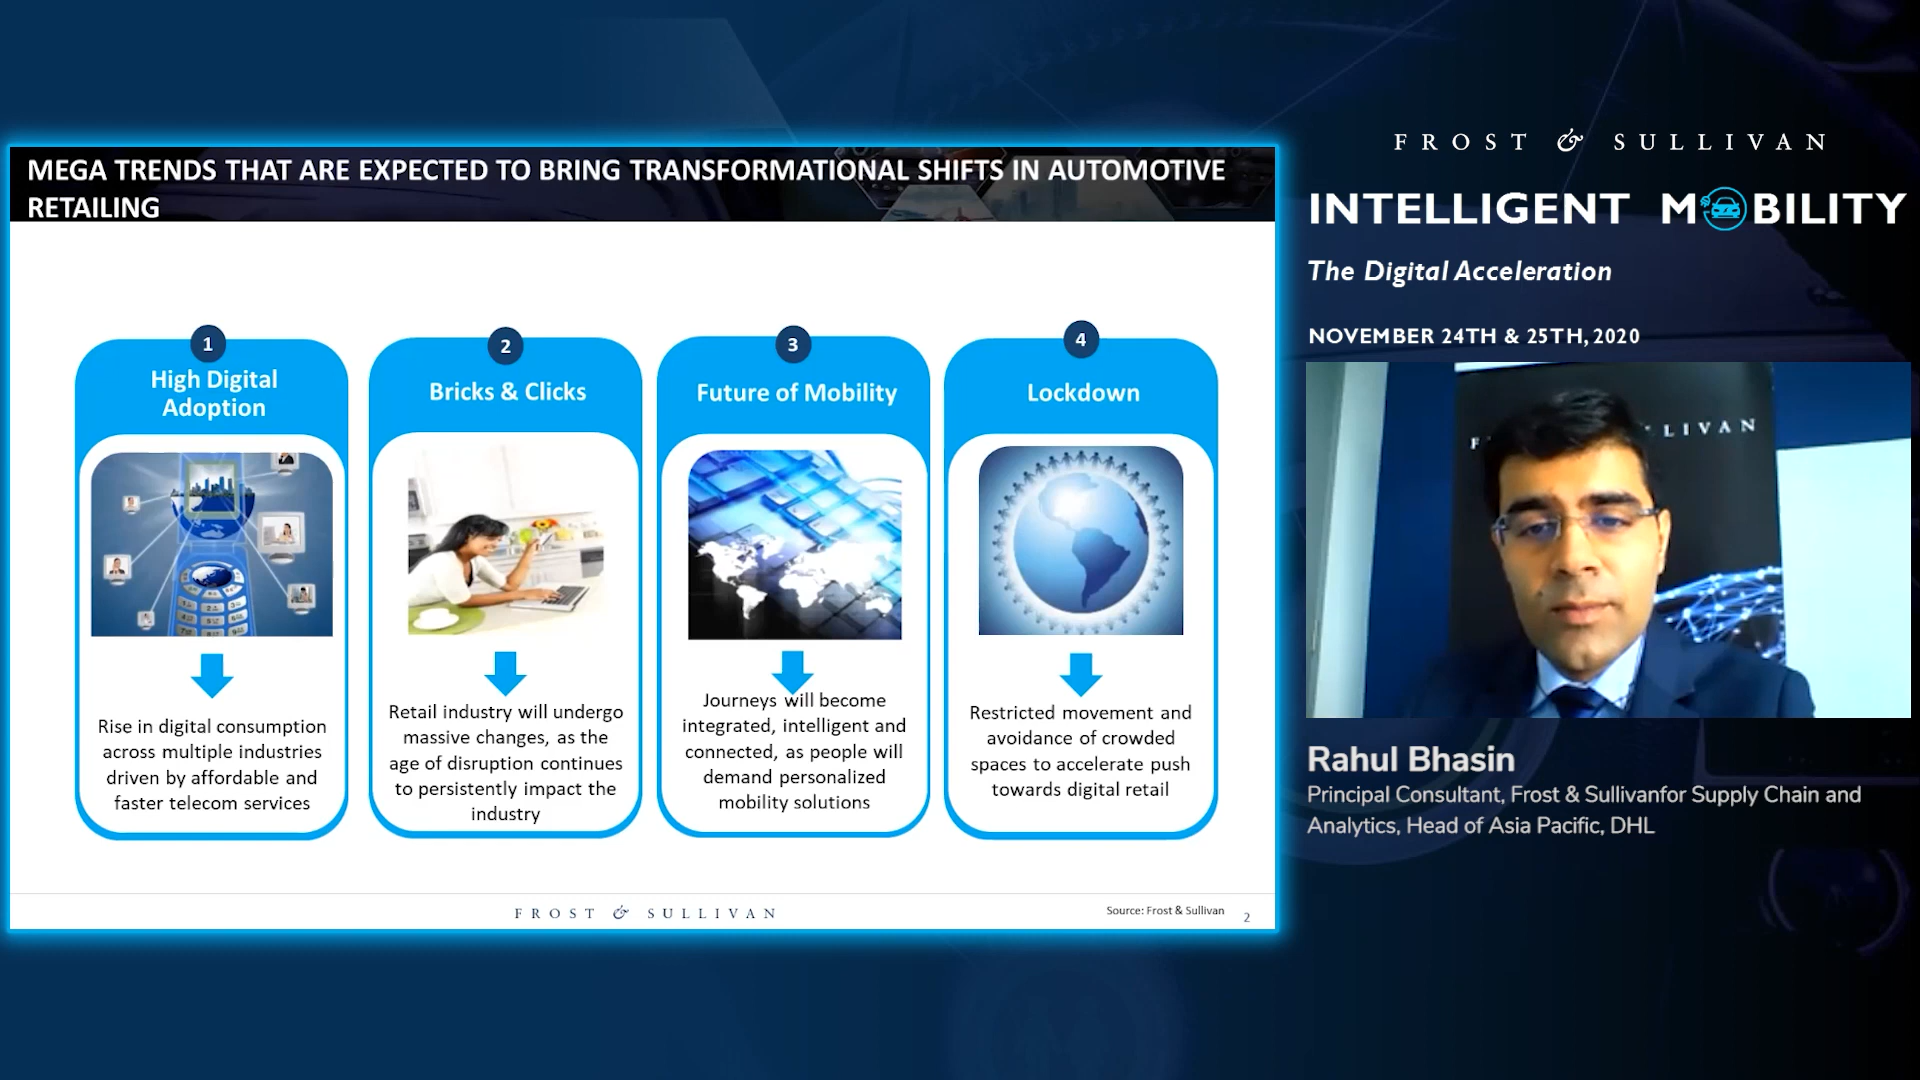 MEGA TRENDS THAT ARE EXPECTED TO BRING TRANSFORMATIONAL SHIFTS IN AUTOMOTIVE
RETAILING
1
High Digital
Adoption
Rise in digital consumption
across multiple industries
driven by affordable and
faster telecom services
2
Bricks & Clicks
Retail industry will undergo
massive changes, as the
age of disruption continues
to persistently impact the
industry
3
Future of Mobility
Journeys will become
integrated, intelligent and
connected, as people will
demand personalized
mobility solutions
4
Lockdown
Restricted movement and
avoidance of crowded
spaces to accelerate push
towards digital retail
FROST & SULLIVAN
Source: Frost & Sullivan
2
FROST & SULLIVAN
INTELLIGENT MOBILITY
The Digital Acceleration
NOVEMBER 24TH & 25TH, 2020
F LLIVAN
Rahul Bhasin
Principal Consultant, Frost & Sullivanfor Supply Chain and
Analytics, Head of Asia Pacific, DHL